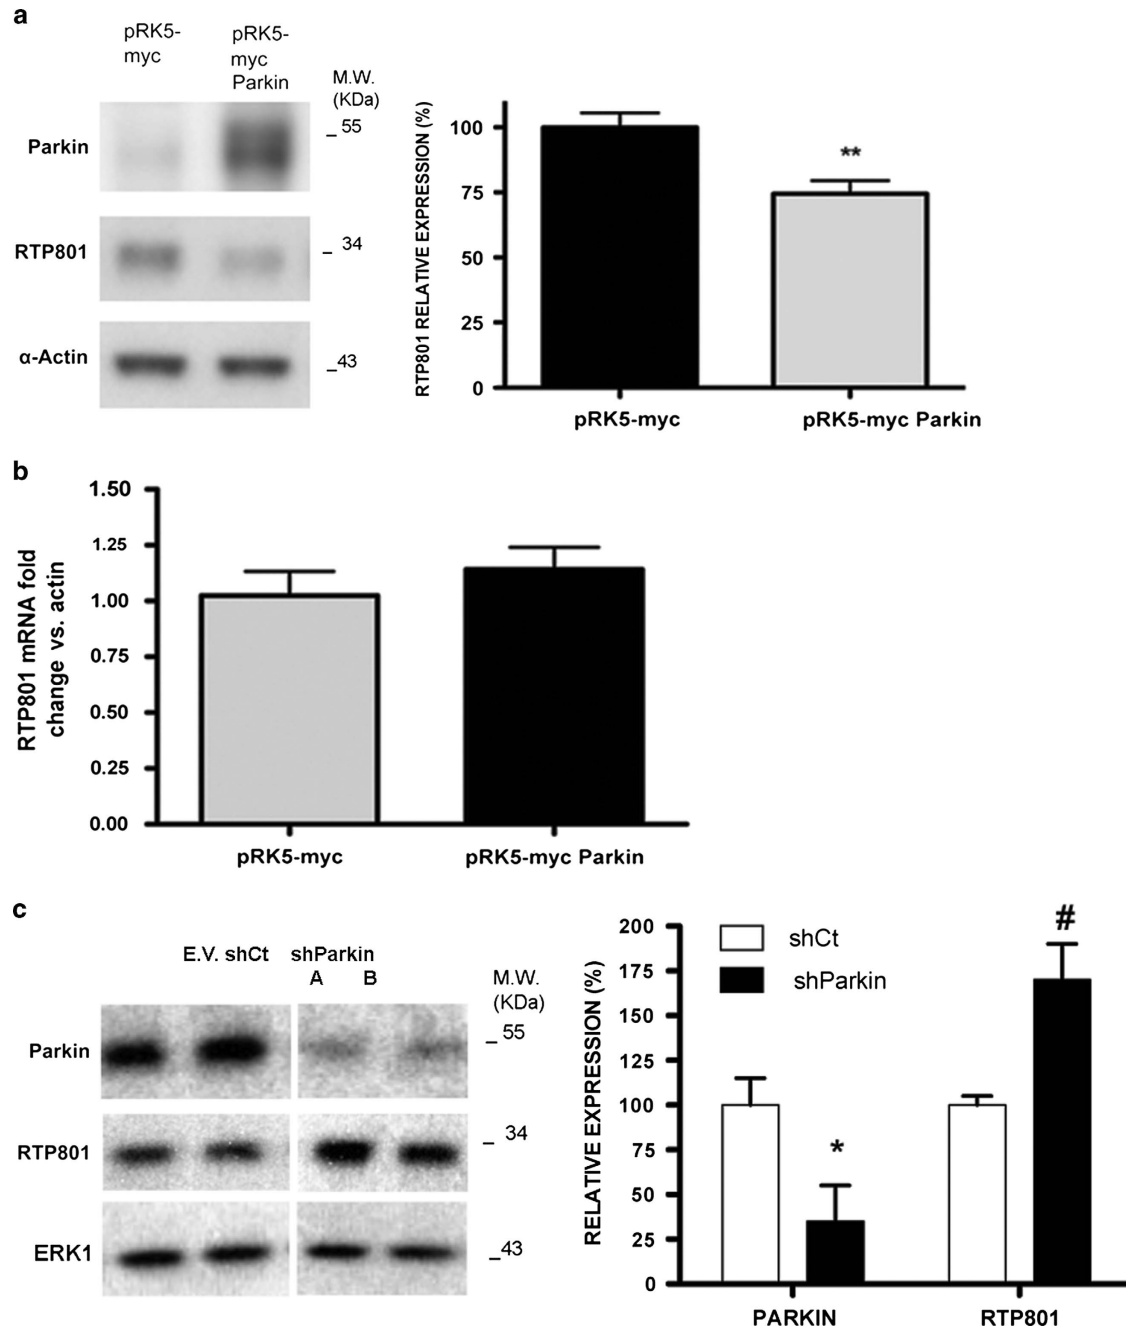 a
pRK5-
myc
pRK5-
myc
Parkin
M.W.
(KDa)
Parkin
_ 55
RTP801
_ 34
α-Actin
_43
RTP801 RELATIVE EXPRESSION (%)
100
75
50
25
0
**
pRK5-myc
pRK5-myc Parkin
b
RTP801 mRNA fold
change vs. actin
1.50
1.25
1.00
0.75
0.50
0.25
0.00
pRK5-myc
pRK5-myc Parkin
c
E.V. shCt shParkin
A B
M.W.
(KDa)
Parkin
_ 55
RTP801
_ 34
ERK1
_43
RELATIVE EXPRESSION (%)
200
175
150
125
100
75
50
25
0
shCt
shParkin
*
#
PARKIN
RTP801